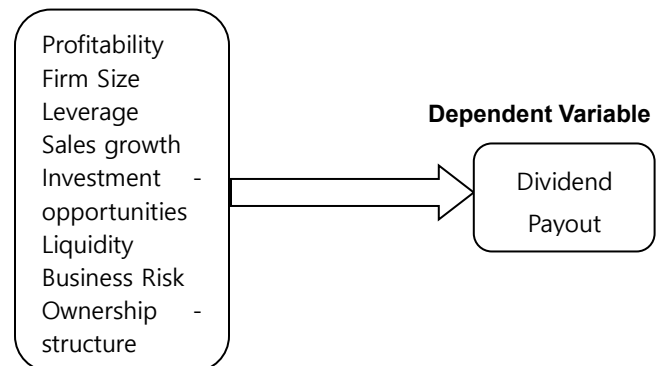 Profitability
Firm Size
Leverage
Sales growth
Investment -
opportunities
Liquidity
Business Risk
Ownership -
structure
Dependent Variable
Dividend
Payout